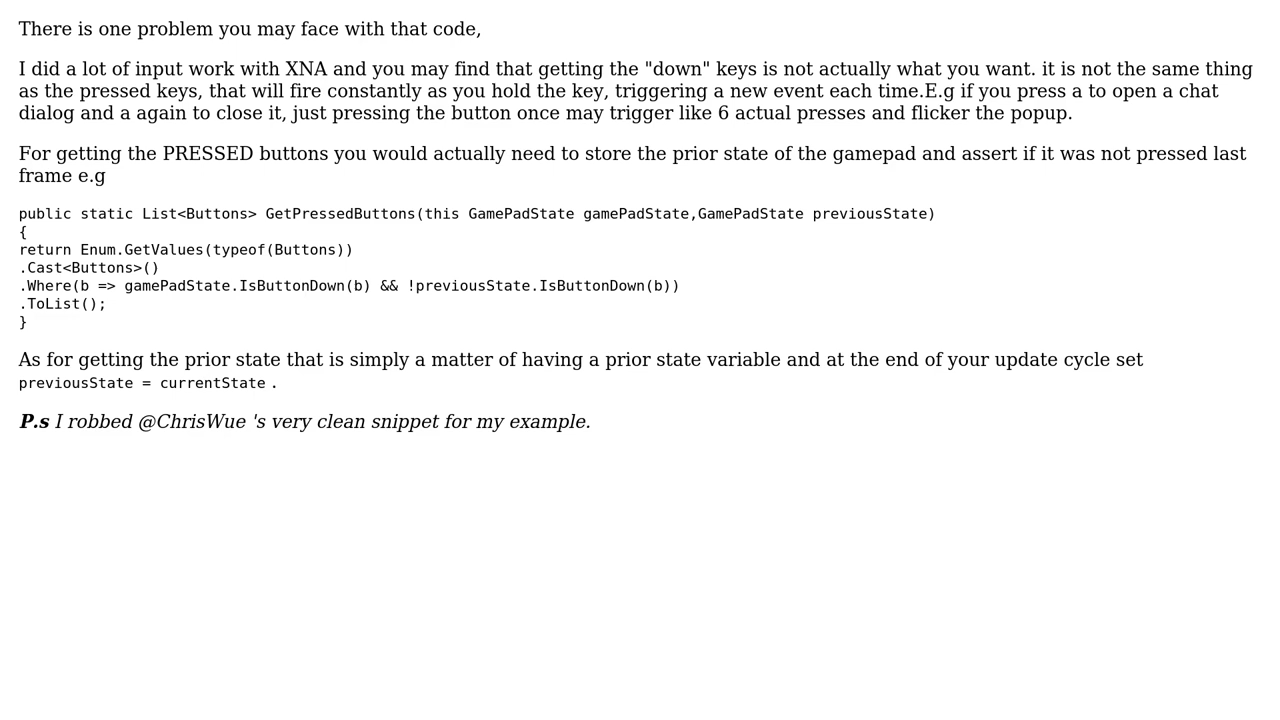 There is one problem you may face with that code,
I did a lot of input work with XNA and you may find that getting the "down" keys is not actually what you want. it is not the same thing
as the pressed keys, that will fire constantly as you hold the key, triggering a new event each time.E.g if you press a to open a chat
dialog and a again to close it, just pressing the button once may trigger like 6 actual presses and flicker the popup.
For getting the PRESSED buttons you would actually need to store the prior state of the gamepad and assert if it was not pressed last
frame e.g
public static List<Buttons> GetPressedButtons(this GamePadState gamePadState,GamePadState previousState)
{
return Enum.GetValues(typeof(Buttons))
.Cast<Buttons>()
.Where(b => gamePadState.IsButtonDown(b) && !previousState.IsButtonDown(b))
.ToList();
}
As for getting the prior state that is simply a matter of having a prior state variable and at the end of your update cycle set
previousState = currentState .
P.s I robbed @ChrisWue 's very clean snippet for my example.